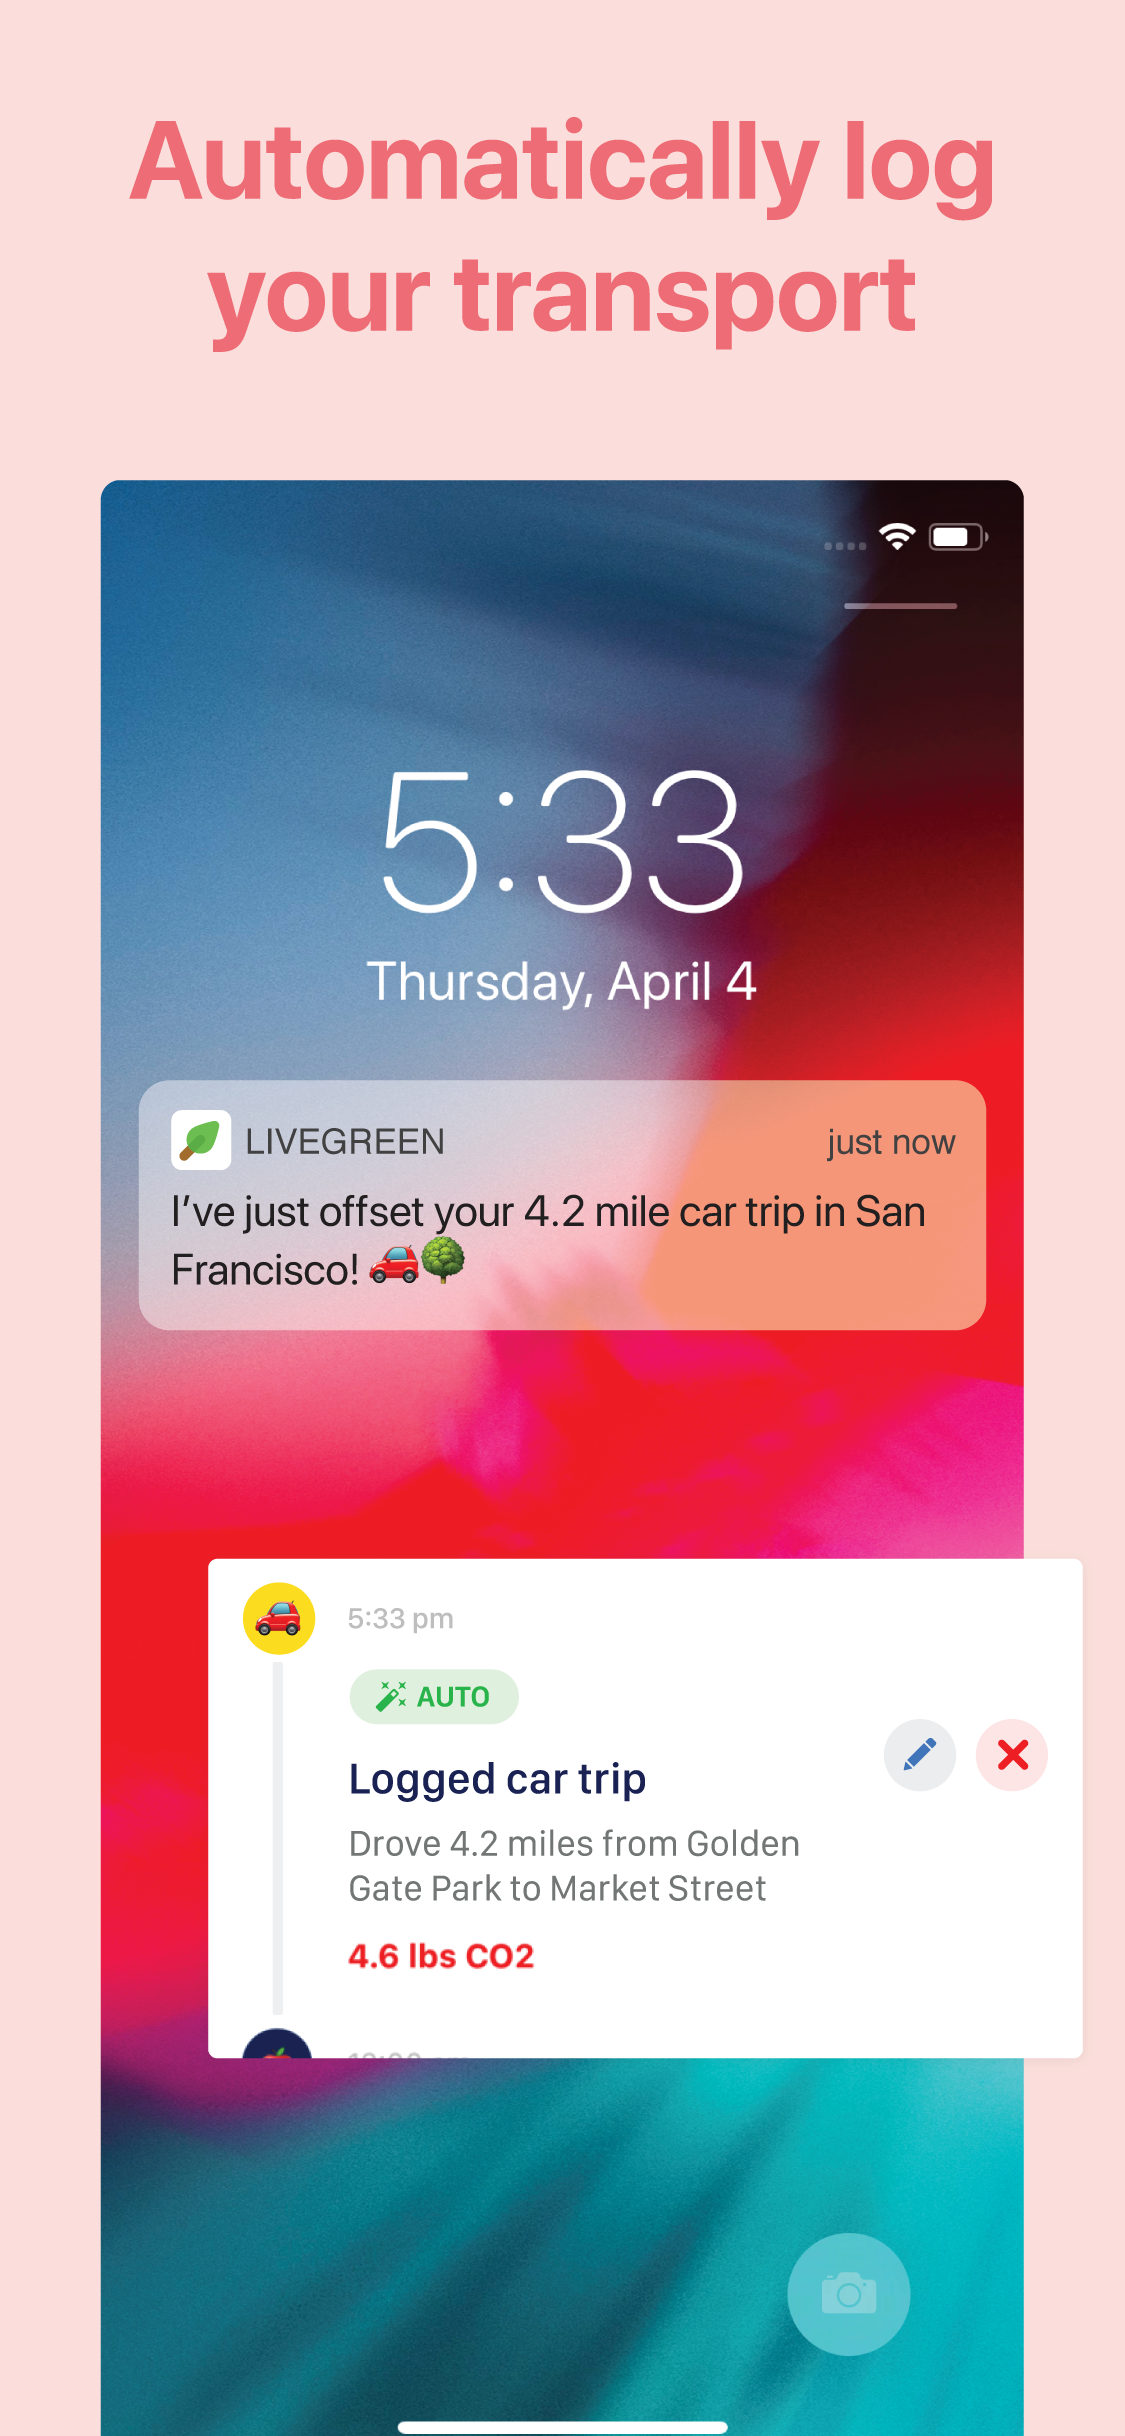 Automatically log
your transport
5:33
Thursday, April 4
LIVEGREEN just now
I've just offset your 4.2 mile car trip in San
Francisco! 🚗🌳
5:33 pm
AUTO
Logged car trip
Drove 4.2 miles from Golden
Gate Park to Market Street
4.6 lbs CO2